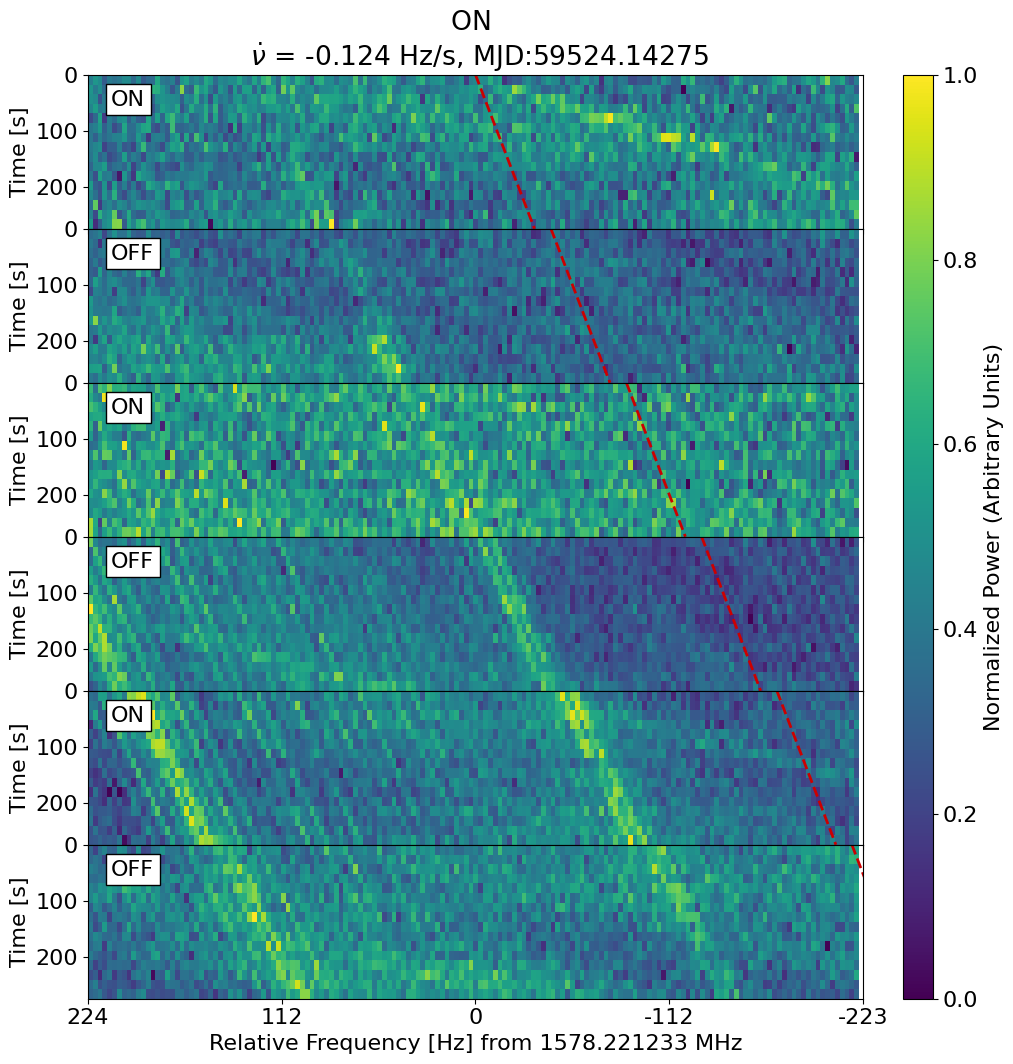 ON
ν̇ = -0.124 Hz/s, MJD:59524.14275
0
ON
100
Time [s]
200
0
OFF
100
Time [s]
200
0
ON
100
Time [s]
200
0
OFF
100
Time [s]
200
0
ON
100
Time [s]
200
0
OFF
100
Time [s]
200
224 112 0 -112 -223
Relative Frequency [Hz] from 1578.221233 MHz
1.0
0.8
0.6
0.4
0.2
0.0
Normalized Power (Arbitrary Units)